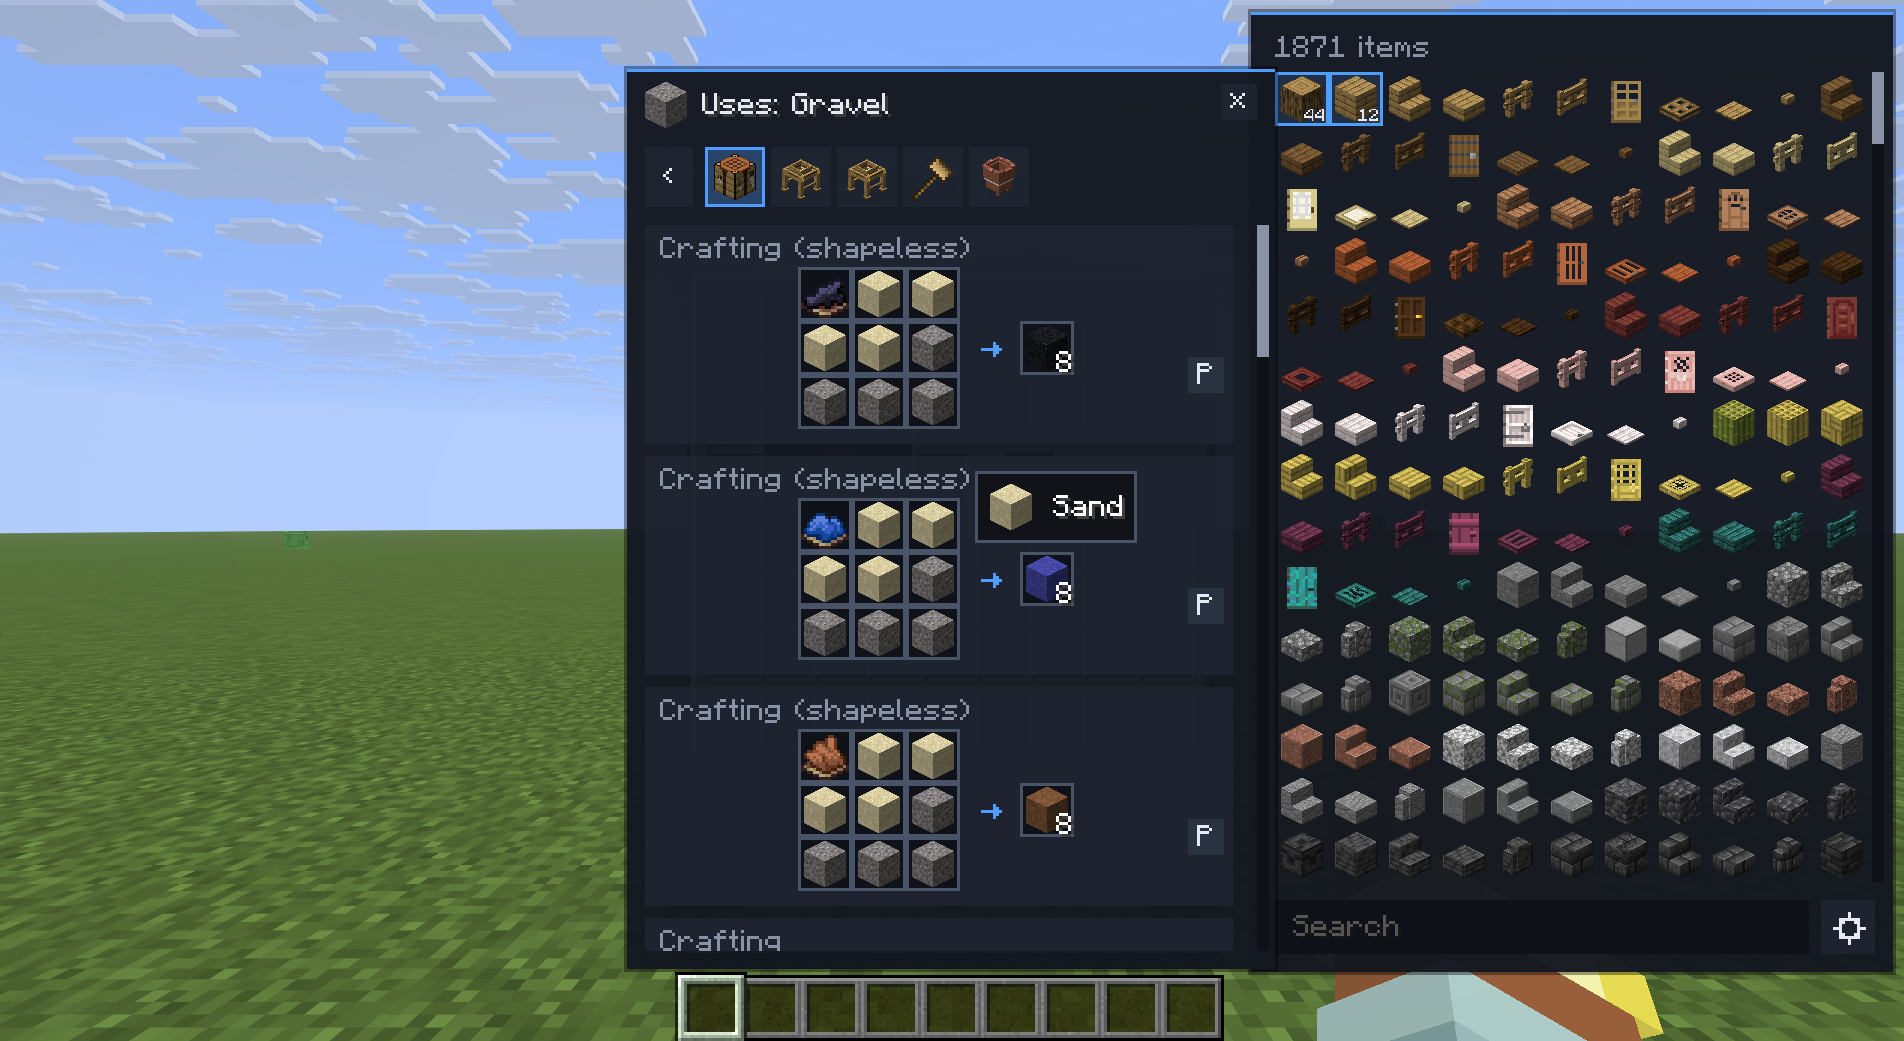 1871 items
44
12
Uses: Gravel
Crafting (shapeless)
8
P
Crafting (shapeless)
Sand
8
P
Crafting (shapeless)
8
P
Crafting
Search